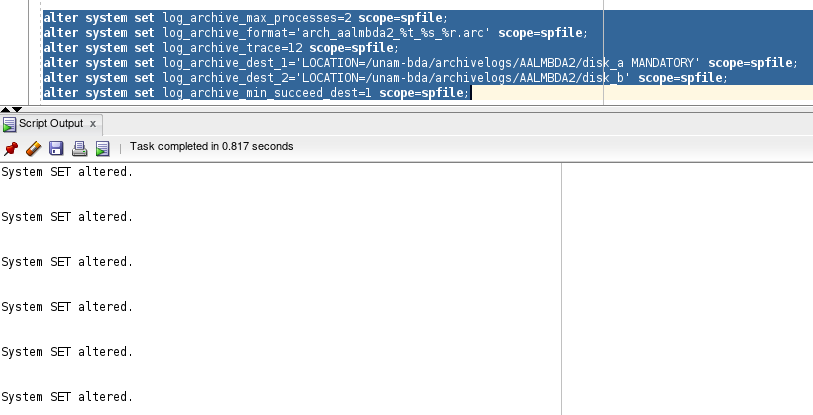 alter system set log_archive_max_processes=2 scope=spfile;
alter system set log_archive_format='arch_aalmbda2_%t_%s_%r.arc' scope=spfile;
alter system set log_archive_trace=12 scope=spfile;
alter system set log_archive_dest_1='LOCATION=/unam-bda/archivelogs/AALMBDA2/disk_a MANDATORY' scope=spfile;
alter system set log_archive_dest_2='LOCATION=/unam-bda/archivelogs/AALMBDA2/disk_b' scope=spfile;
alter system set log_archive_min_succeed_dest=1 scope=spfile;
Script Output x
Task completed in 0.817 seconds
System SET altered.
System SET altered.
System SET altered.
System SET altered.
System SET altered.
System SET altered.